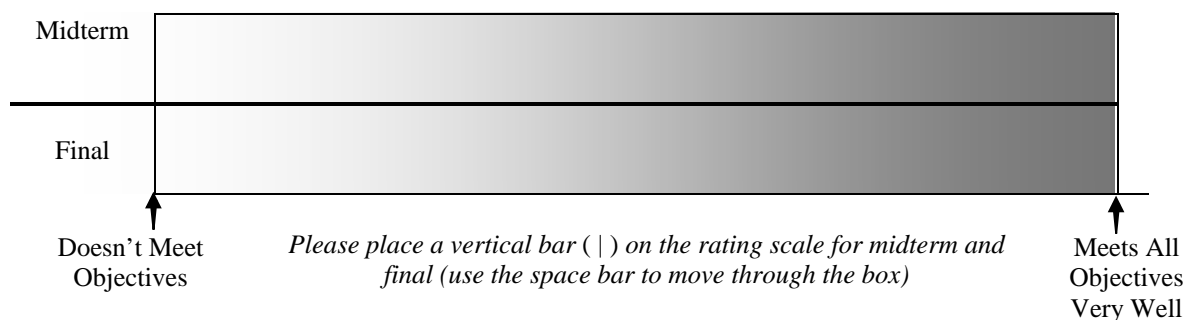 Midterm
Final
Doesn’t Meet
Objectives
Please place a vertical bar ( | ) on the rating scale for midterm and
final (use the space bar to move through the box)
Meets All
Objectives
Very Well